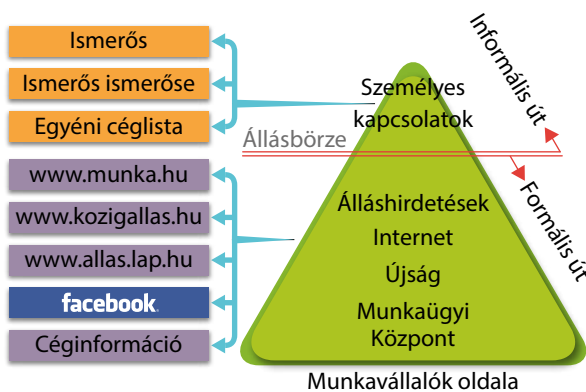 Ismerős
Ismerős ismerőse
Egyéni céglista
www.munka.hu
www.kozigallas.hu
www.allas.lap.hu
facebook
Céginformáció
Személyes
kapcsolatok
Állásbörze
Informális út
Formális út
Álláshirdetések
Internet
Újság
Munkaügyi
Központ
Munkavállalók oldala